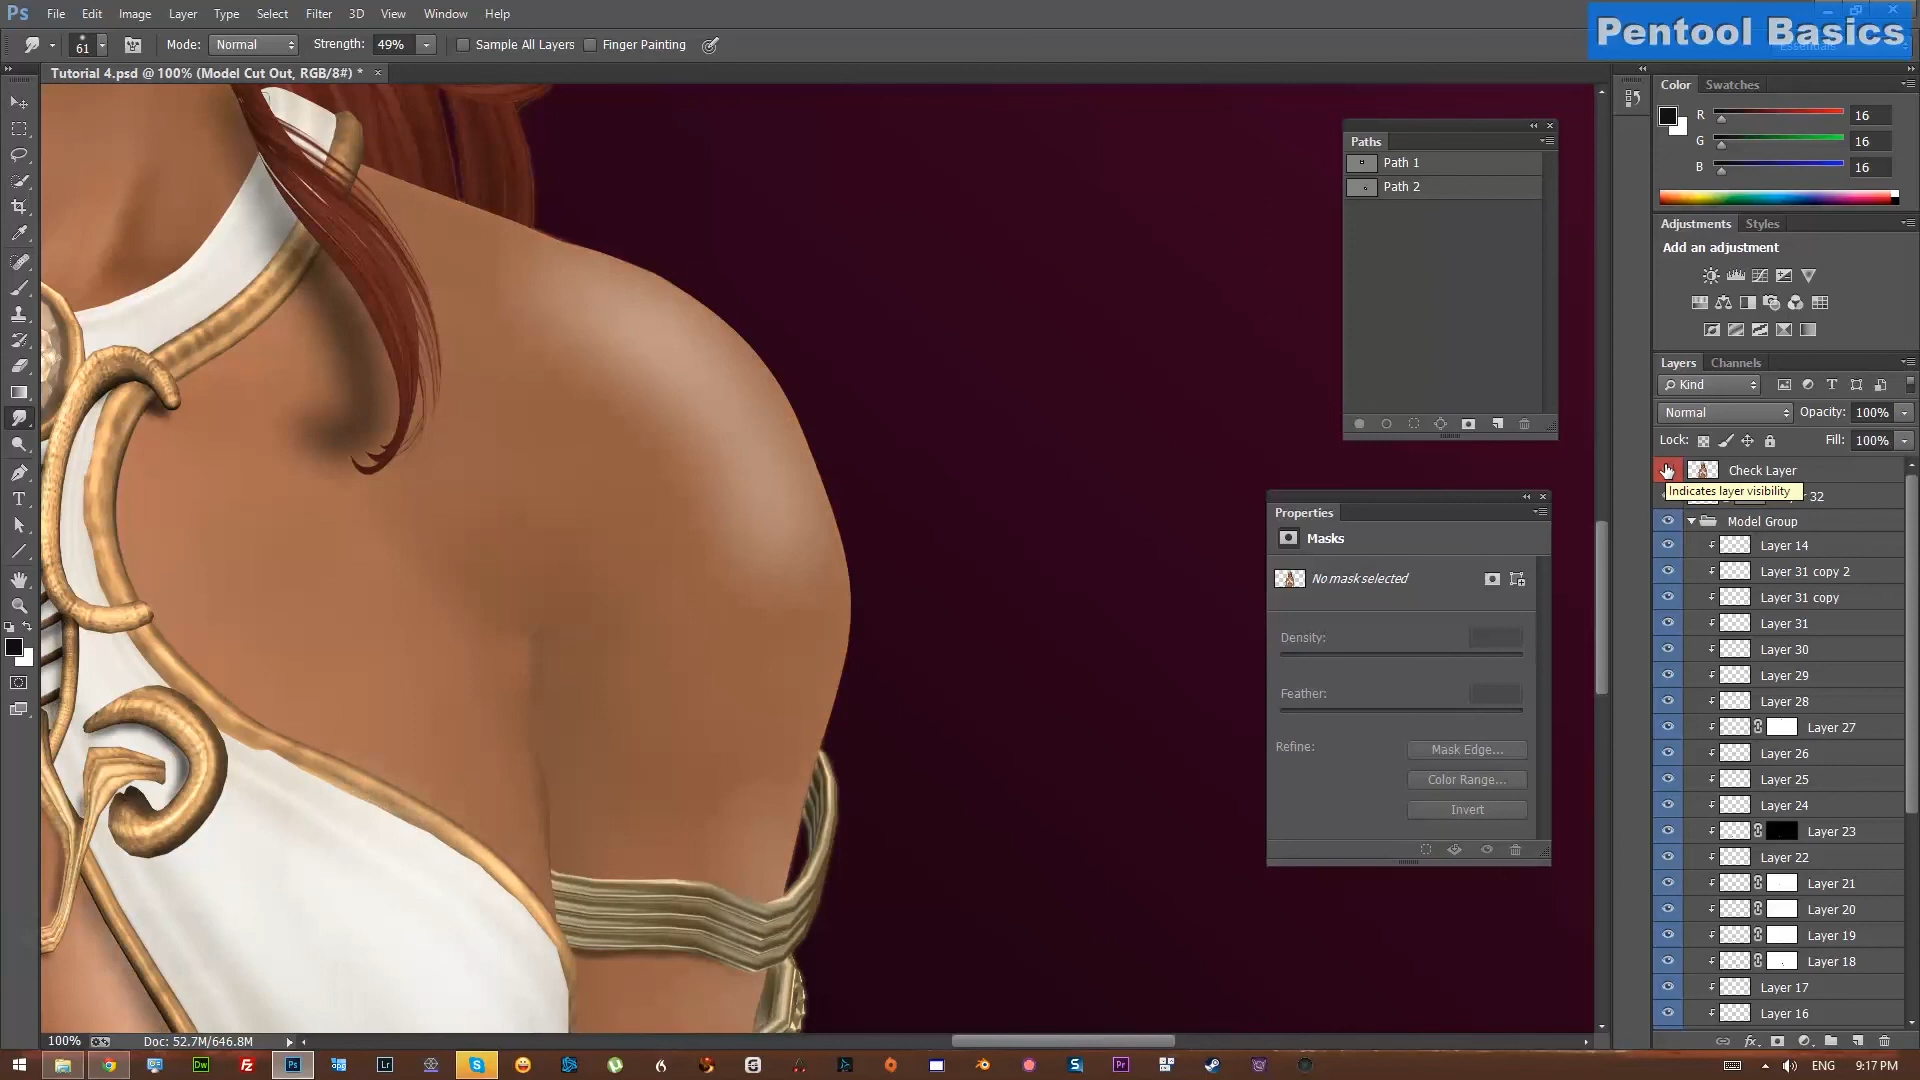 Ps File Edit Image Layer Type Select Filter 3D View Window Help
Pentool Basics
61 Mode: Normal Strength: 49% Sample All Layers Finger Painting
Tutorial 4.psd @ 100% (Model Cut Out, RGB/8#) * ×
Color Swatches
R 16
G 16
B 16
Paths
Path 1
Path 2
Adjustments Styles
Add an adjustment
Layers Channels
Kind
Normal Opacity: 100%
Lock: Fill: 100%
Check Layer
Indicates layer visibility
32
Model Group
Layer 14
Layer 31 copy 2
Layer 31 copy
Layer 31
Layer 30
Layer 29
Layer 28
Layer 27
Layer 26
Layer 25
Layer 24
Layer 23
Layer 22
Layer 21
Layer 20
Layer 19
Layer 18
Layer 17
Layer 16
Properties
Masks
No mask selected
Density:
Feather:
Refine: Mask Edge...
Color Range...
Invert
100% Doc: 52.7M/646.8M
Dw Fz Ps Lr S Pr ENG 9:17 PM